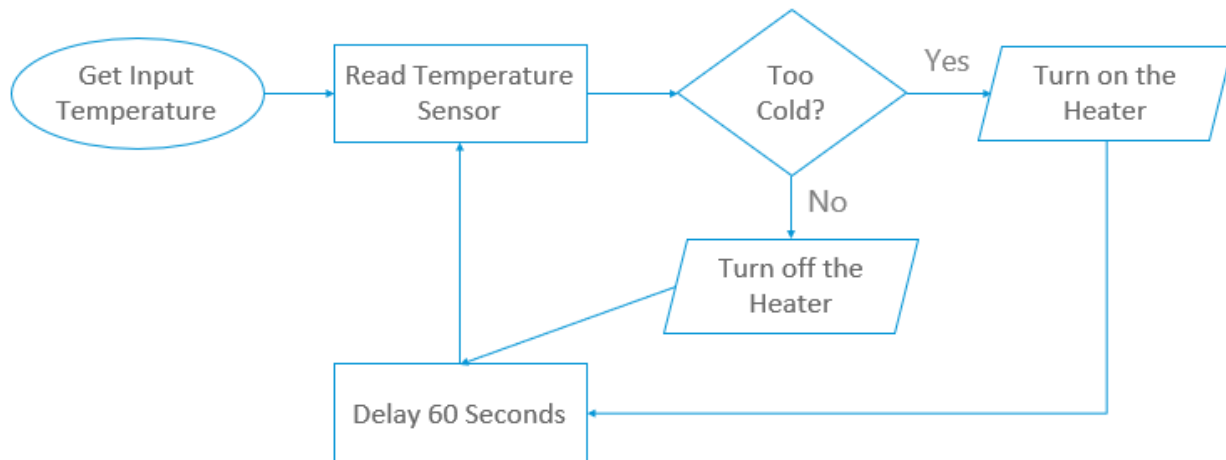 Get Input
Temperature
Read Temperature
Sensor
Too
Cold?
Yes
Turn on the
Heater
No
Turn off the
Heater
Delay 60 Seconds